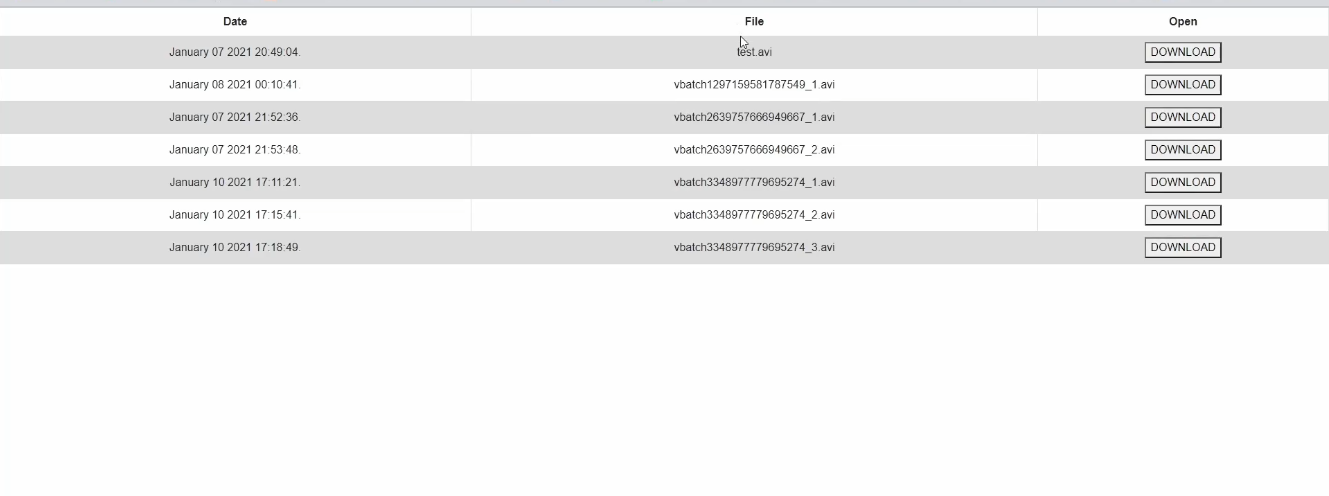 Date File Open
January 07 2021 20:49:04. test.avi DOWNLOAD
January 08 2021 00:10:41. vbatch1297159581787549_1.avi DOWNLOAD
January 07 2021 21:52:36. vbatch2639757666949667_1.avi DOWNLOAD
January 07 2021 21:53:48. vbatch2639757666949667_2.avi DOWNLOAD
January 10 2021 17:11:21. vbatch3348977779695274_1.avi DOWNLOAD
January 10 2021 17:15:41. vbatch3348977779695274_2.avi DOWNLOAD
January 10 2021 17:18:49. vbatch3348977779695274_3.avi DOWNLOAD